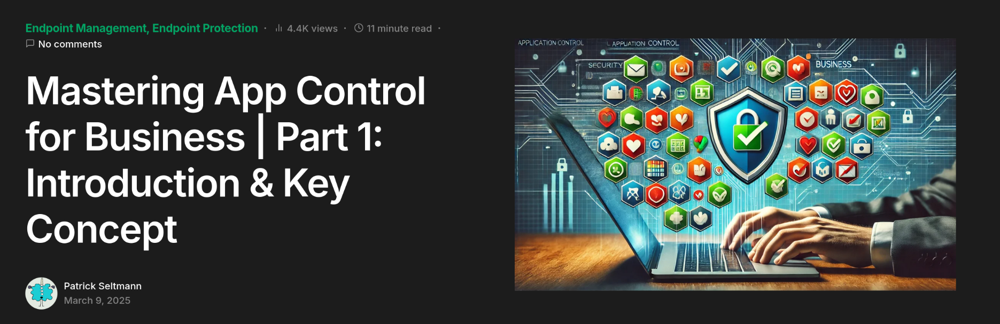 Endpoint Management, Endpoint Protection · 4.4K views · 11 minute read ·
No comments
Mastering App Control
for Business | Part 1:
Introduction & Key
Concept
Patrick Seltmann
March 9, 2025
APPLICATION CONTROL
L APPUATION CONTROL
SECURITY
BUSINESS